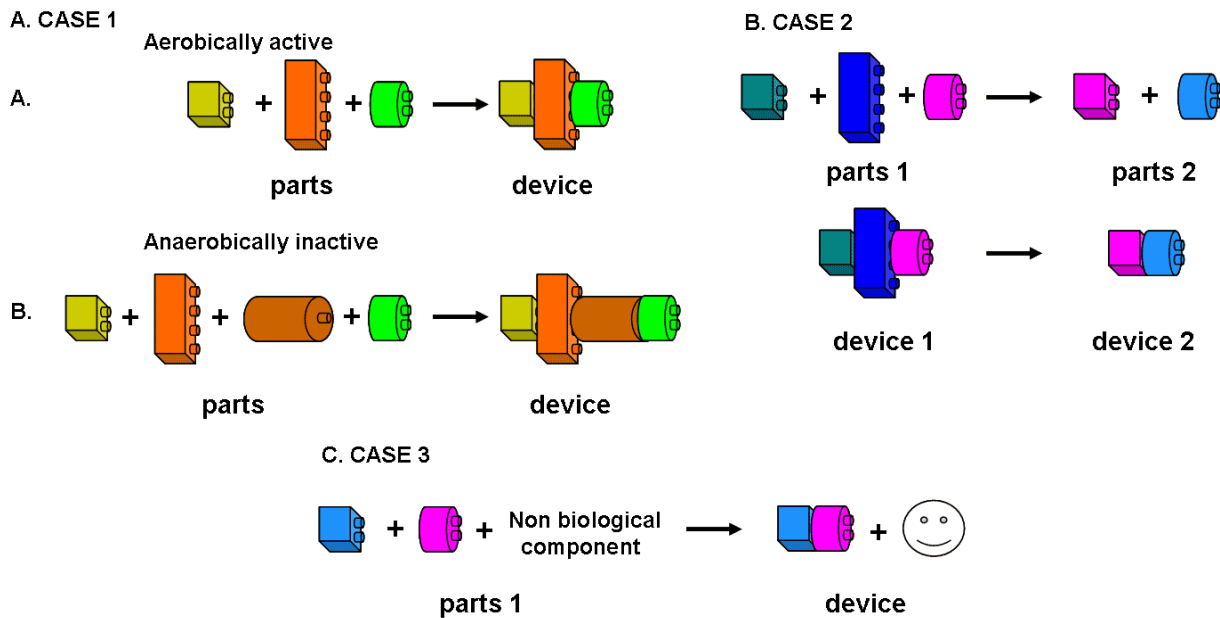 A. CASE 1
Aerobically active
A.
+ +
parts
device
Anaerobically inactive
B.
+ + +
parts
device
B. CASE 2
+ + +
parts 1
parts 2
device 1
device 2
C. CASE 3
+ + Non biological
component
+
parts 1
device